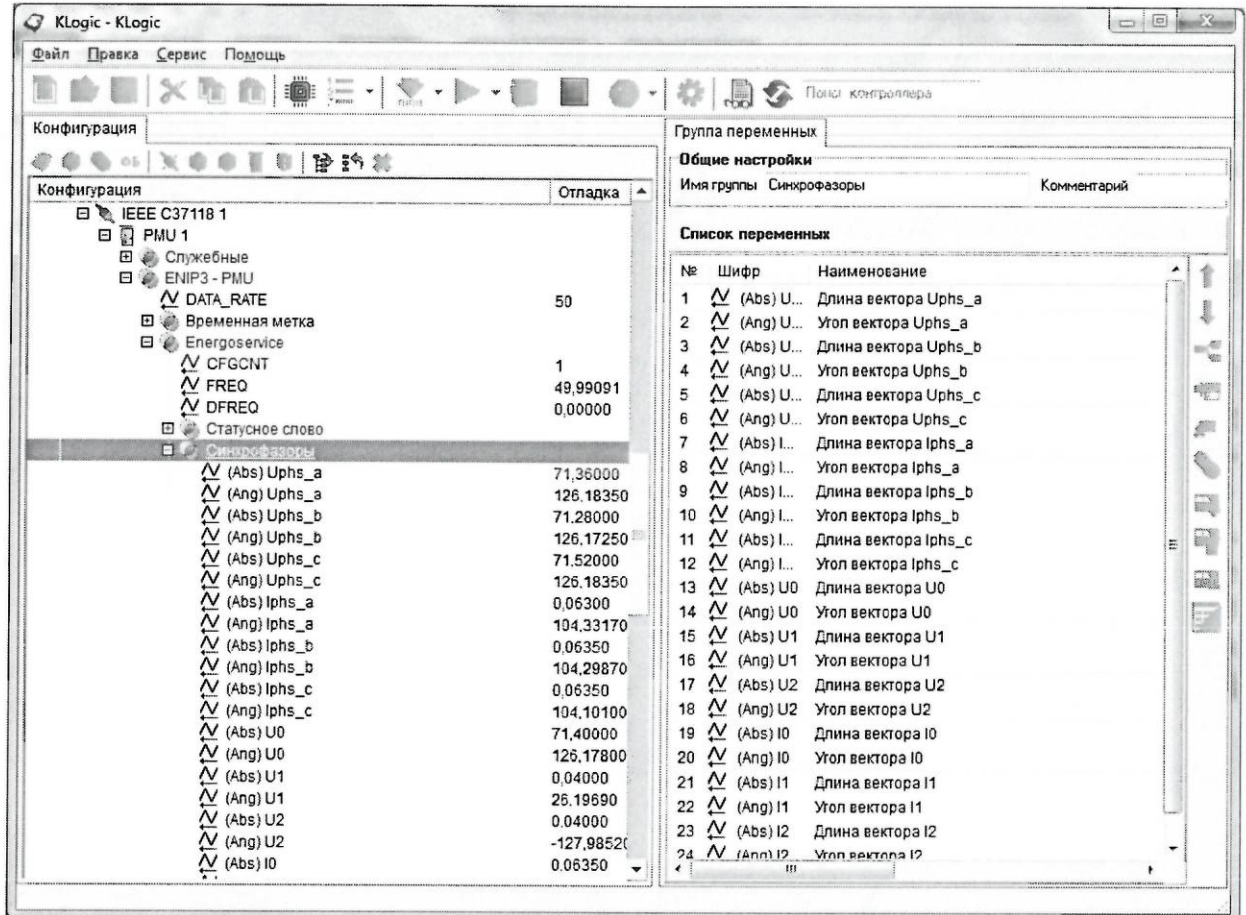 KLogic - KLogic
Файл Правка Сервис Помощь
Поиск контроллера
Конфигурация
Конфигурация Отладка
IEEE C37118 1
PMU 1
Служебные
ENIP3 - PMU
DATA_RATE 50
Временная метка
Energoservice
CFGCNT 1
FREQ 49,99091
DFREQ 0,00000
Статусное слово
Синхрофазоры
(Abs) Uphs_a 71,36000
(Ang) Uphs_a 126,18350
(Abs) Uphs_b 71,28000
(Ang) Uphs_b 126,17250
(Abs) Uphs_c 71,52000
(Ang) Uphs_c 126,18350
(Abs) Iphs_a 0,06300
(Ang) Iphs_a 104,33170
(Abs) Iphs_b 0,06350
(Ang) Iphs_b 104,29870
(Abs) Iphs_c 0,06350
(Ang) Iphs_c 104,10100
(Abs) U0 71,40000
(Ang) U0 126,17800
(Abs) U1 0,04000
(Ang) U1 26,19690
(Abs) U2 0,04000
(Ang) U2 -127,9852
(Abs) I0 0,06350
Группа переменных
Общие настройки
Имя группы Синхрофазоры Комментарий
Список переменных
№ Шифр Наименование
1 (Abs) U... Длина вектора Uphs_a
2 (Ang) U... Угол вектора Uphs_a
3 (Abs) U... Длина вектора Uphs_b
4 (Ang) U... Угол вектора Uphs_b
5 (Abs) U... Длина вектора Uphs_c
6 (Ang) U... Угол вектора Uphs_c
7 (Abs) I... Длина вектора Iphs_a
8 (Ang) I... Угол вектора Iphs_a
9 (Abs) I... Длина вектора Iphs_b
10 (Ang) I... Угол вектора Iphs_b
11 (Abs) I... Длина вектора Iphs_c
12 (Ang) I... Угол вектора Iphs_c
13 (Abs) U0 Длина вектора U0
14 (Ang) U0 Угол вектора U0
15 (Abs) U1 Длина вектора U1
16 (Ang) U1 Угол вектора U1
17 (Abs) U2 Длина вектора U2
18 (Ang) U2 Угол вектора U2
19 (Abs) I0 Длина вектора I0
20 (Ang) I0 Угол вектора I0
21 (Abs) I1 Длина вектора I1
22 (Ang) I1 Угол вектора I1
23 (Abs) I2 Длина вектора I2
24 (Ang) I2 Угол вектора I2